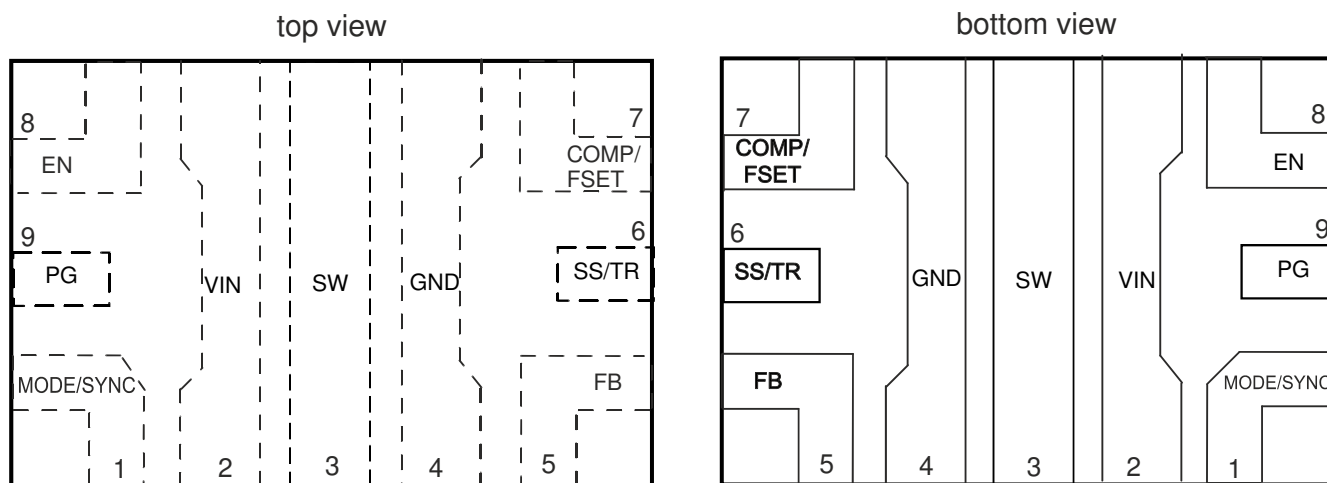 top view
8
7
EN
COMP/
FSET
9
6
PG
VIN
SW
GND
SS/TR
MODE/SYNC
FB
1
2
3
4
5
bottom view
7
8
COMP/
FSET
EN
6
9
SS/TR
GND
SW
VIN
PG
FB
MODE/SYNC
5
4
3
2
1